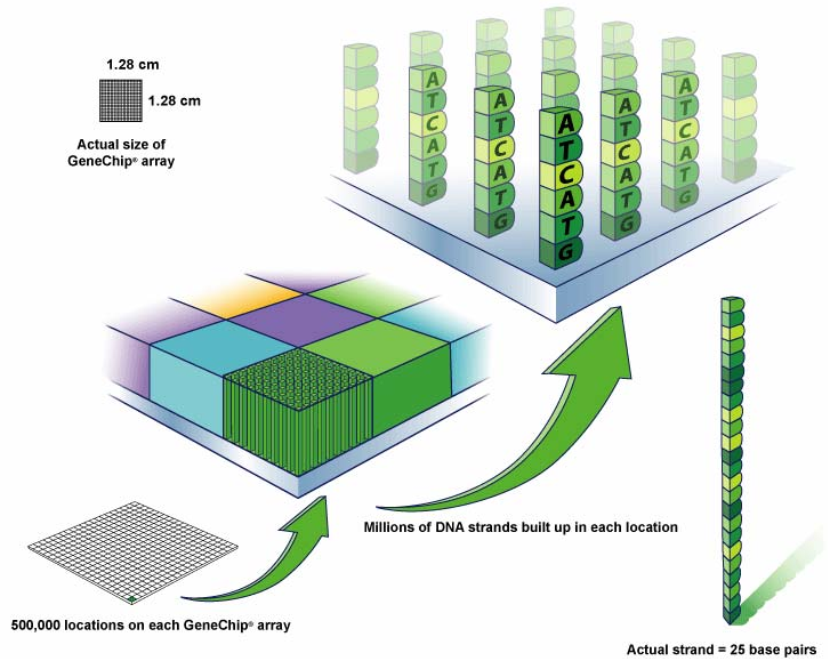 1.28 cm
1.28 cm
Actual size of
GeneChip® array
A
T
C
A
T
G
A
T
C
A
T
G
A
T
C
A
T
G
A
T
C
A
T
G
A
T
C
A
T
G
Millions of DNA strands built up in each location
500,000 locations on each GeneChip® array
Actual strand = 25 base pairs